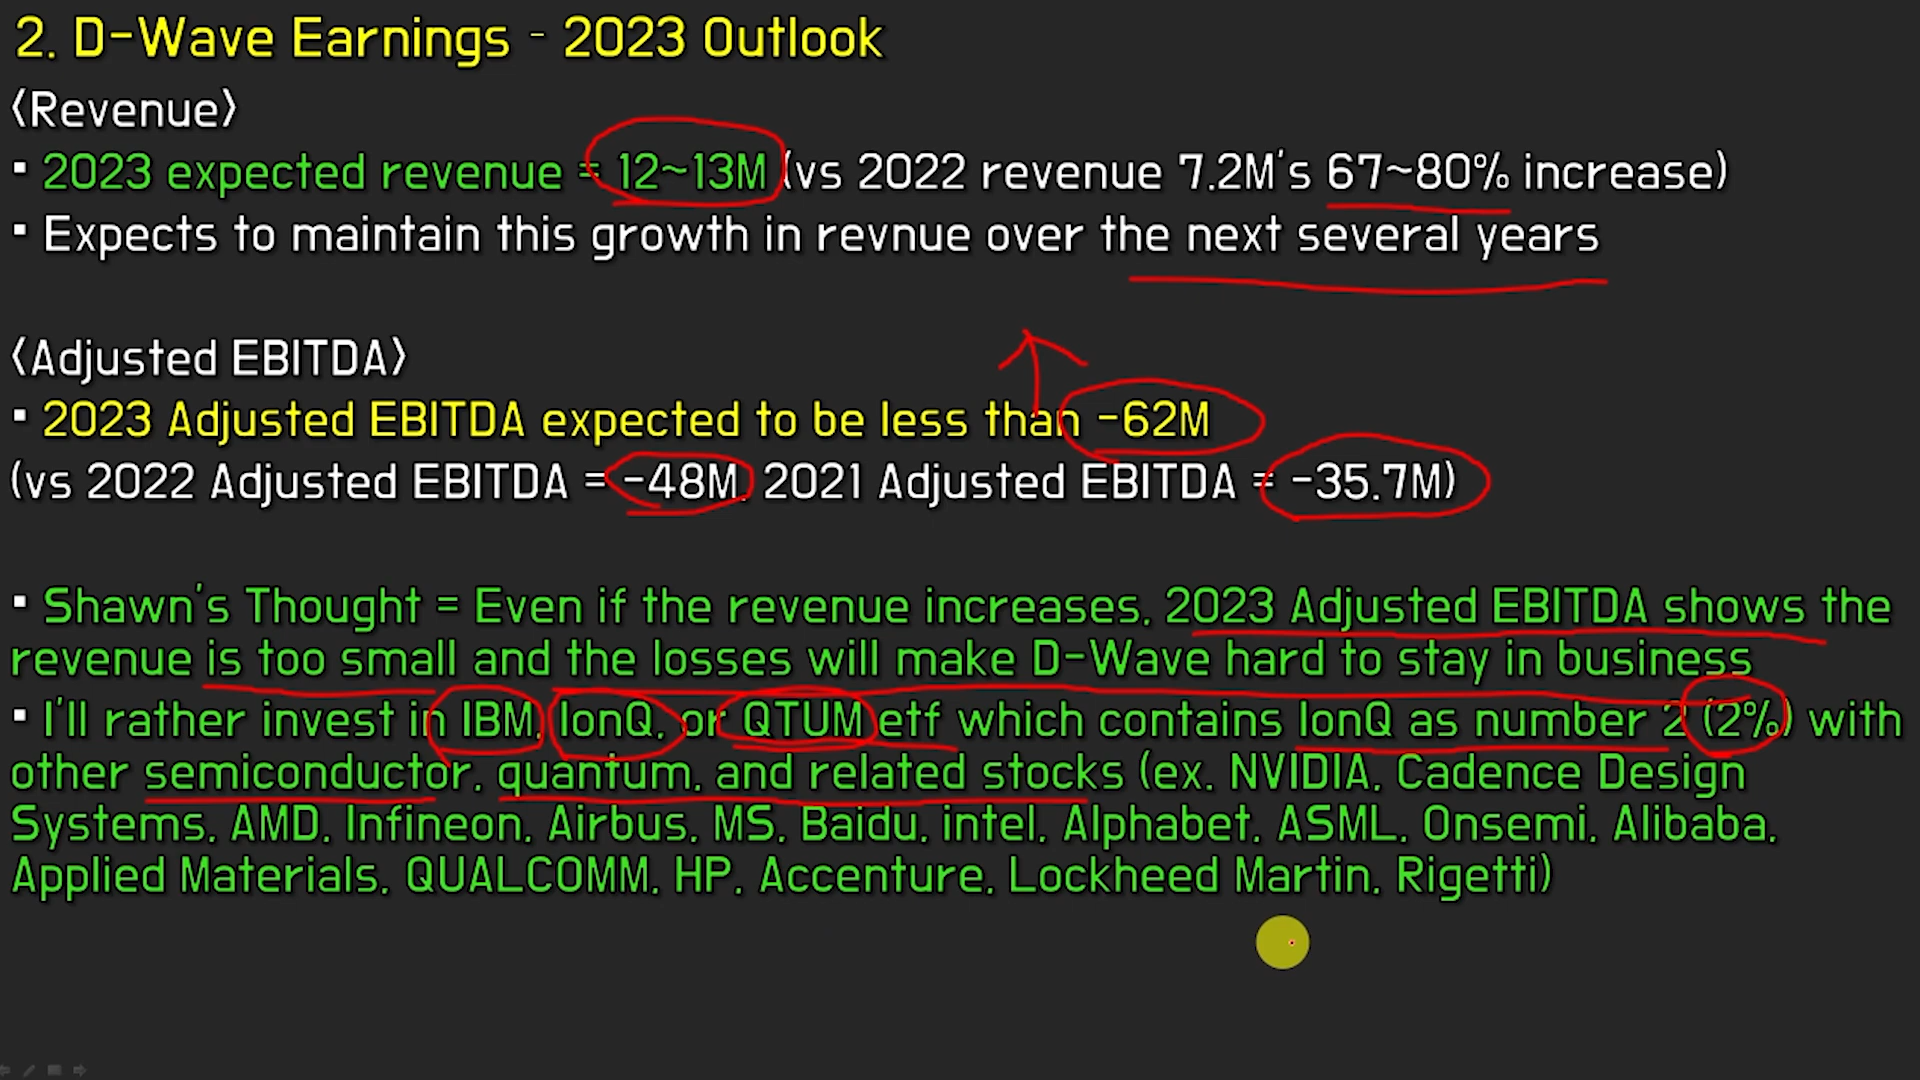 2. D-Wave Earnings - 2023 Outlook
〈Revenue〉
▪ 2023 expected revenue = 12~13M (vs 2022 revenue 7.2M's 67~80% increase)
▪ Expects to maintain this growth in revnue over the next several years
〈Adjusted EBITDA〉
▪ 2023 Adjusted EBITDA expected to be less than -62M
(vs 2022 Adjusted EBITDA = -48M, 2021 Adjusted EBITDA = -35.7M)
▪ Shawn's Thought = Even if the revenue increases, 2023 Adjusted EBITDA shows the
revenue is too small and the losses will make D-Wave hard to stay in business
▪ I'll rather invest in IBM, IonQ, or QTUM etf which contains IonQ as number 2 (2%) with
other semiconductor, quantum, and related stocks (ex. NVIDIA, Cadence Design
Systems, AMD, Infineon, Airbus, MS, Baidu, intel, Alphabet, ASML, Onsemi, Alibaba,
Applied Materials, QUALCOMM, HP, Accenture, Lockheed Martin, Rigetti)